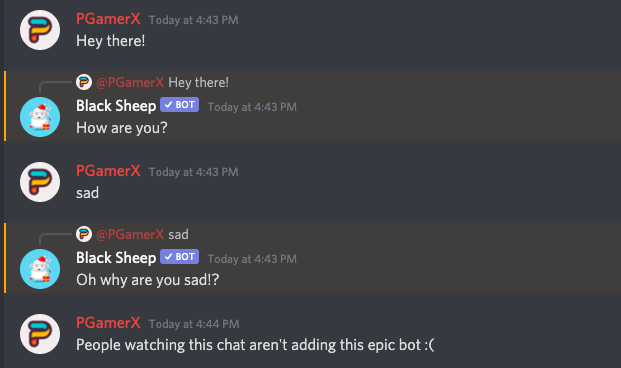 PGamerX Today at 4:43 PM
Hey there!
@PGamerX Hey there!
Black Sheep ✓ BOT Today at 4:43 PM
How are you?
PGamerX Today at 4:43 PM
sad
@PGamerX sad
Black Sheep ✓ BOT Today at 4:43 PM
Oh why are you sad!?
PGamerX Today at 4:44 PM
People watching this chat aren't adding this epic bot :(